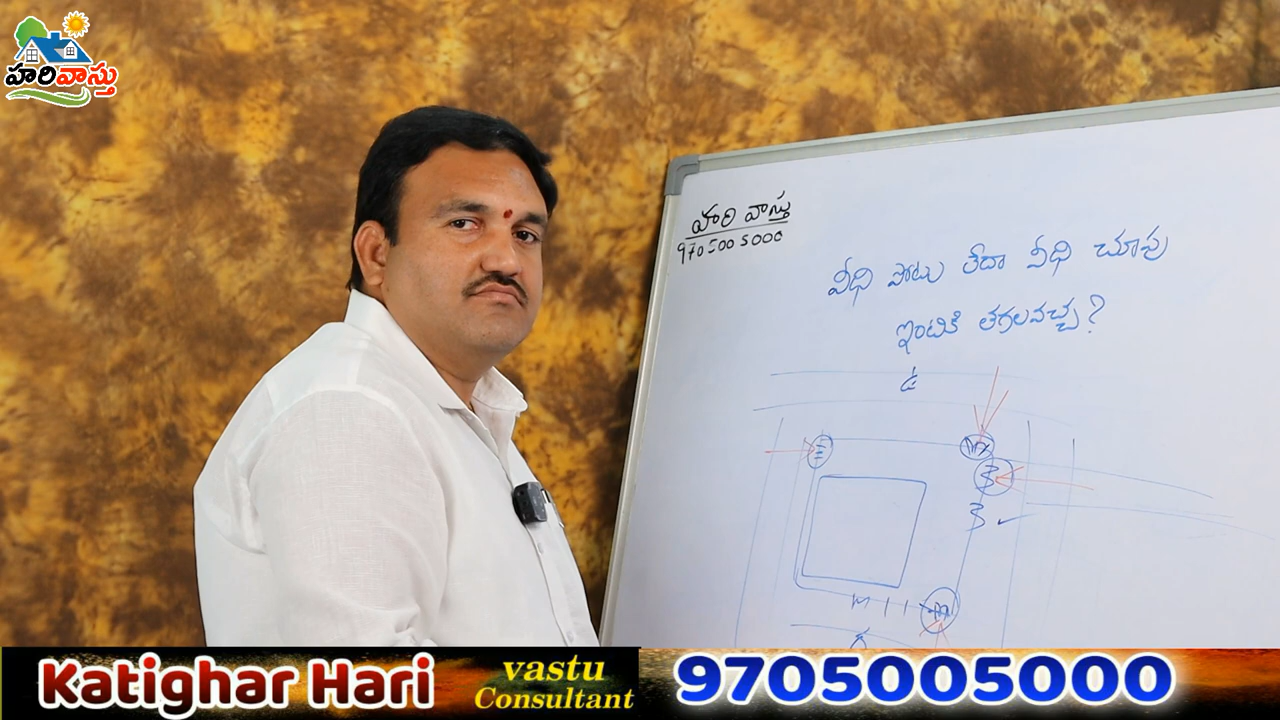 హరివాస్తు
హరి వాస్తు
9705005000
వీధి పోటు లేదా వీధి చూపు
ఇంటికి తగలవచ్చ?
ఉ
Katighar Hari
vastu
Consultant
9705005000